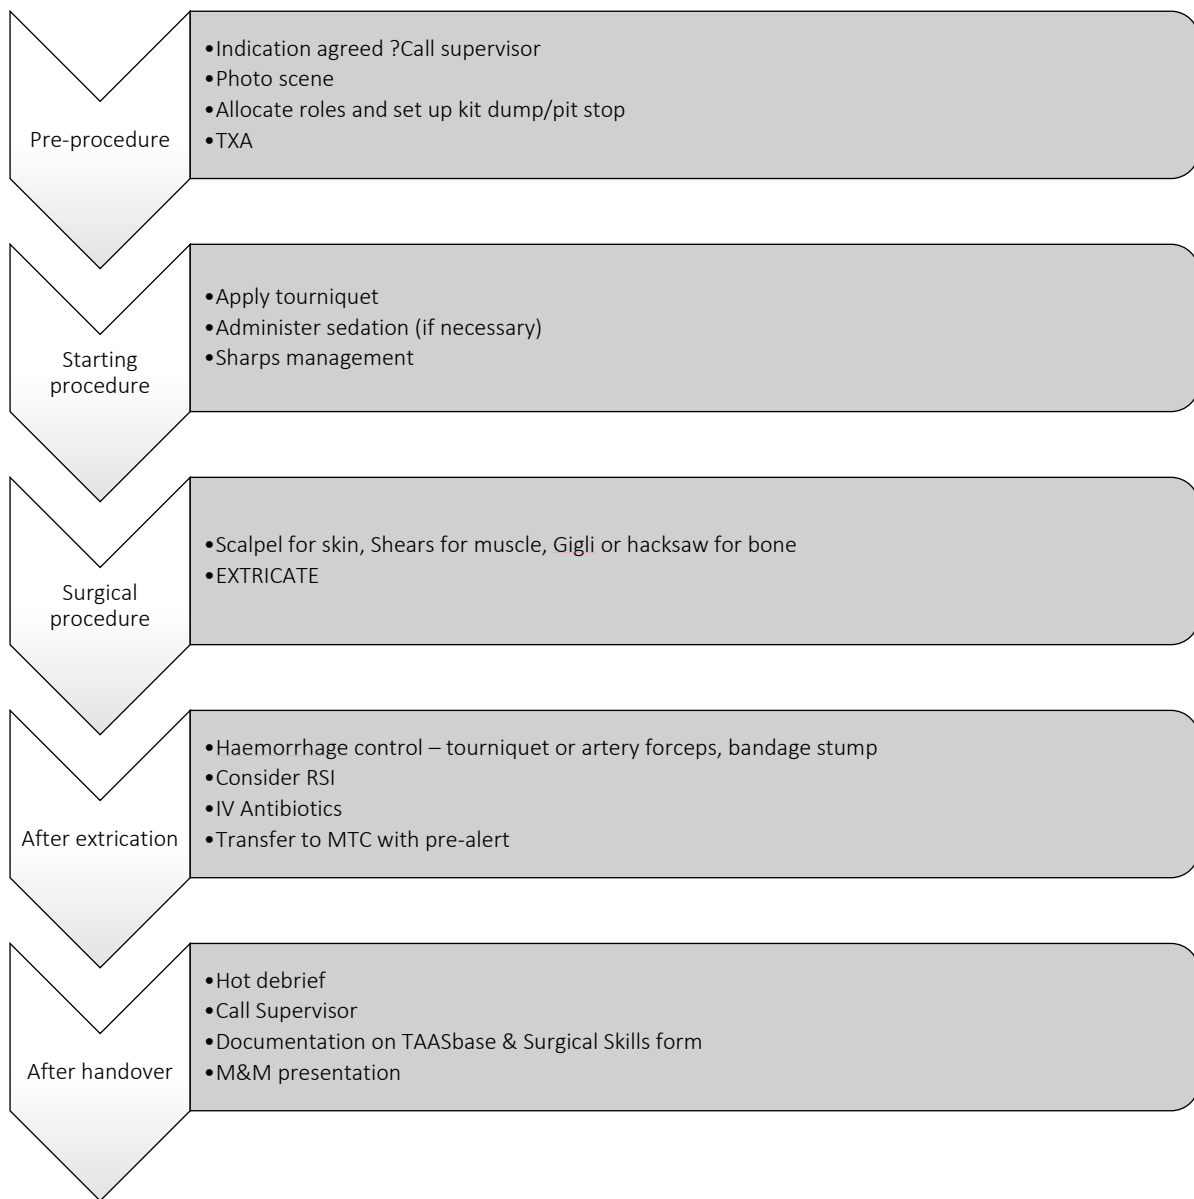 Pre-procedure
•Indication agreed ?Call supervisor
•Photo scene
•Allocate roles and set up kit dump/pit stop
•TXA
Starting
procedure
•Apply tourniquet
•Administer sedation (if necessary)
•Sharps management
Surgical
procedure
•Scalpel for skin, Shears for muscle, Gigli or hacksaw for bone
•EXTRICATE
After extrication
•Haemorrhage control – tourniquet or artery forceps, bandage stump
•Consider RSI
•IV Antibiotics
•Transfer to MTC with pre-alert
After handover
•Hot debrief
•Call Supervisor
•Documentation on TAASbase & Surgical Skills form
•M&M presentation